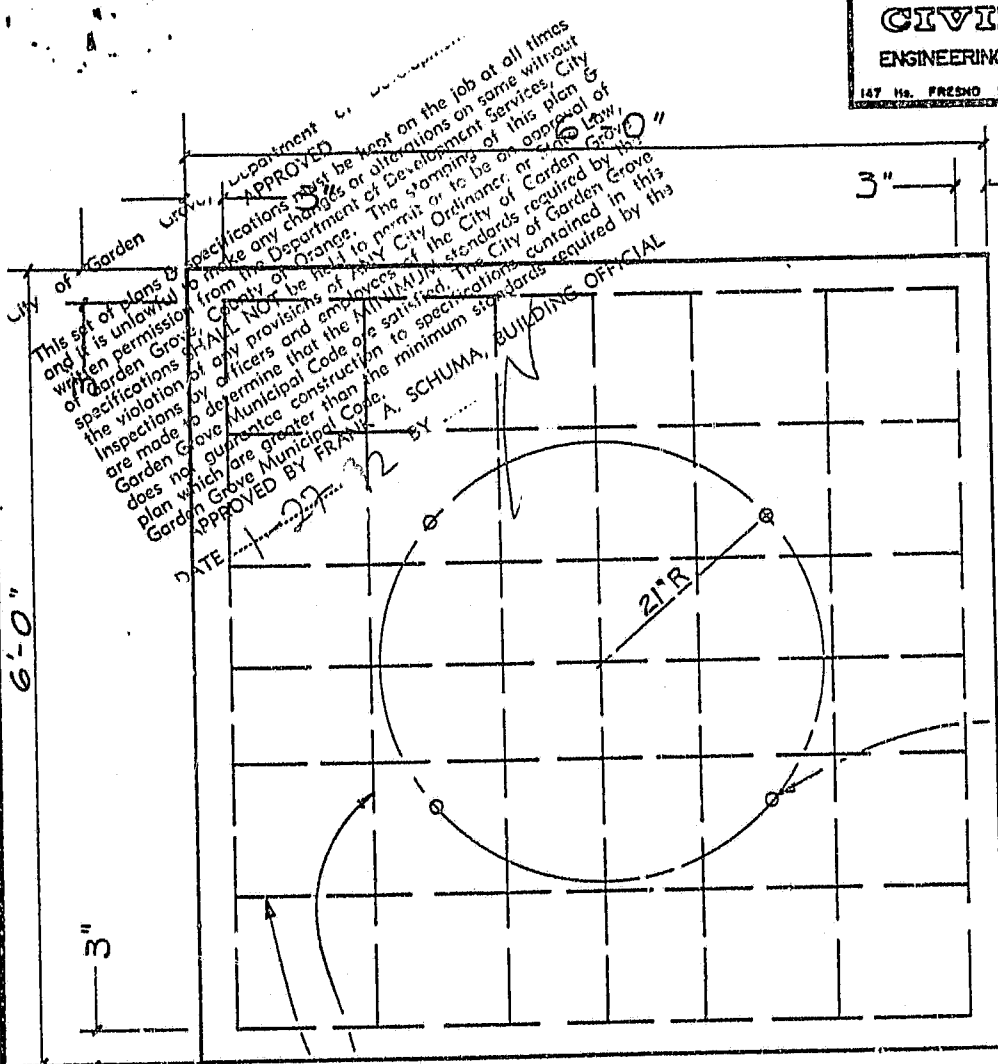 CIVI
ENGINEERING
147 No. FRESNO
6'-0"
3"
3"
City of Garden Grove, Department of Development
APPROVED
This set of plans & specifications must be kept on the job at all times
and it is unlawful to make any changes or alterations on same without
written permission from the Department of Development Services, City
of Garden Grove, County of Orange. The stamping of this plan &
specifications SHALL NOT be held to permit or to be an approval of
the violation of any provisions of ANY City Ordinance or State Law,
Inspections by officers and employees of the City of Garden Grove
are made to determine that the MINIMUM standards required by the
Garden Grove Municipal Code are satisfied. The City of Garden Grove
does not guarantee construction to specifications contained in this
plan which are greater than the minimum standards required by the
Garden Grove Municipal Code.
APPROVED BY FRANK A. SCHUMA, BUILDING OFFICIAL
DATE 1-27- BY
3"
6'-0"
21"R
3"